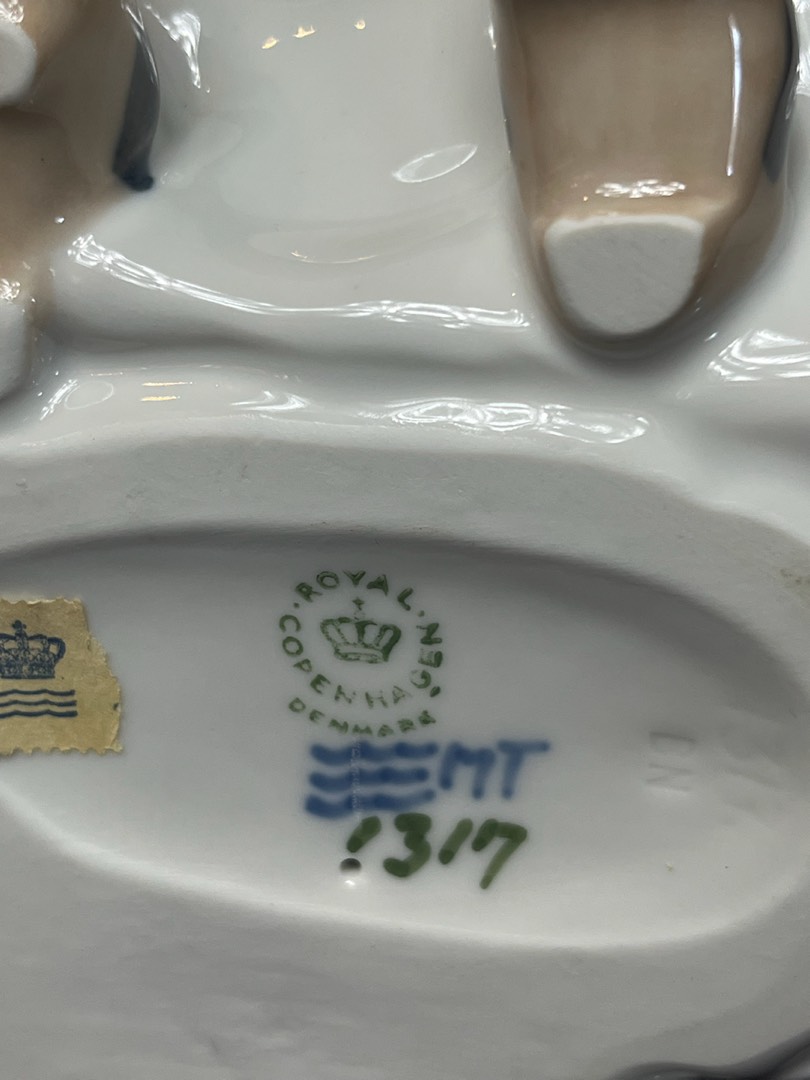 ROYAL COPENHAGEN
DENMARK
MT
1317